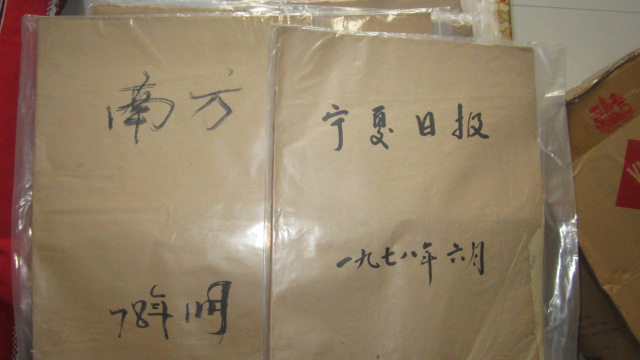 南方
78年11月
宁夏日报
一九七八年六月